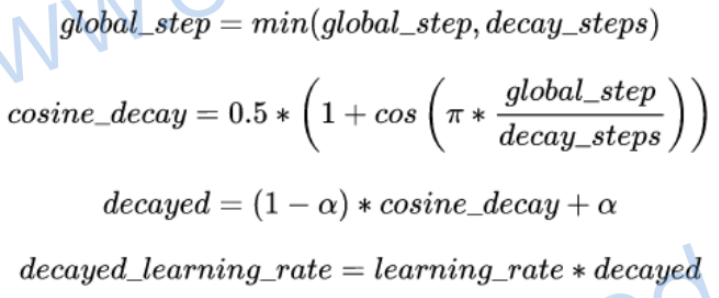 global_step = min(global_step, decay_steps)
cosine_decay = 0.5 * (1 + cos(π * global_step / decay_steps))
decayed = (1 − α) * cosine_decay + α
decayed_learning_rate = learning_rate * decayed